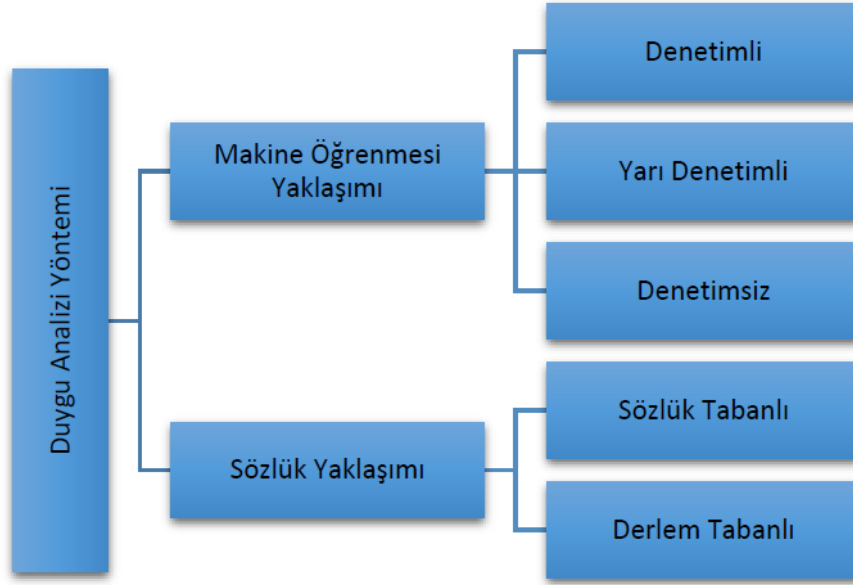 Duygu Analizi Yöntemi
Makine Öğrenmesi
Yaklaşımı
Denetimli
Yarı Denetimli
Denetimsiz
Sözlük Yaklaşımı
Sözlük Tabanlı
Derlem Tabanlı